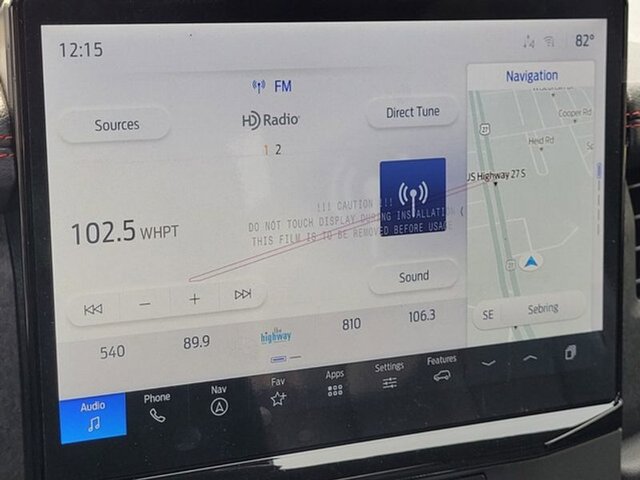 12:15
82°
FM
Navigation
Sources
HD Radio
Direct Tune
1 2
Cooper Rd
Heid Rd
27
US Highway 27 S
!!! CAUTION !!!
DO NOT TOUCH DISPLAY DURING INSTALLATION
THIS FILM IS TO BE REMOVED BEFORE USAGE
102.5 WHPT
Sound
SE Sebring
540
89.9
the highway
810
106.3
Audio
Phone
Nav
Fav
Apps
Settings
Features